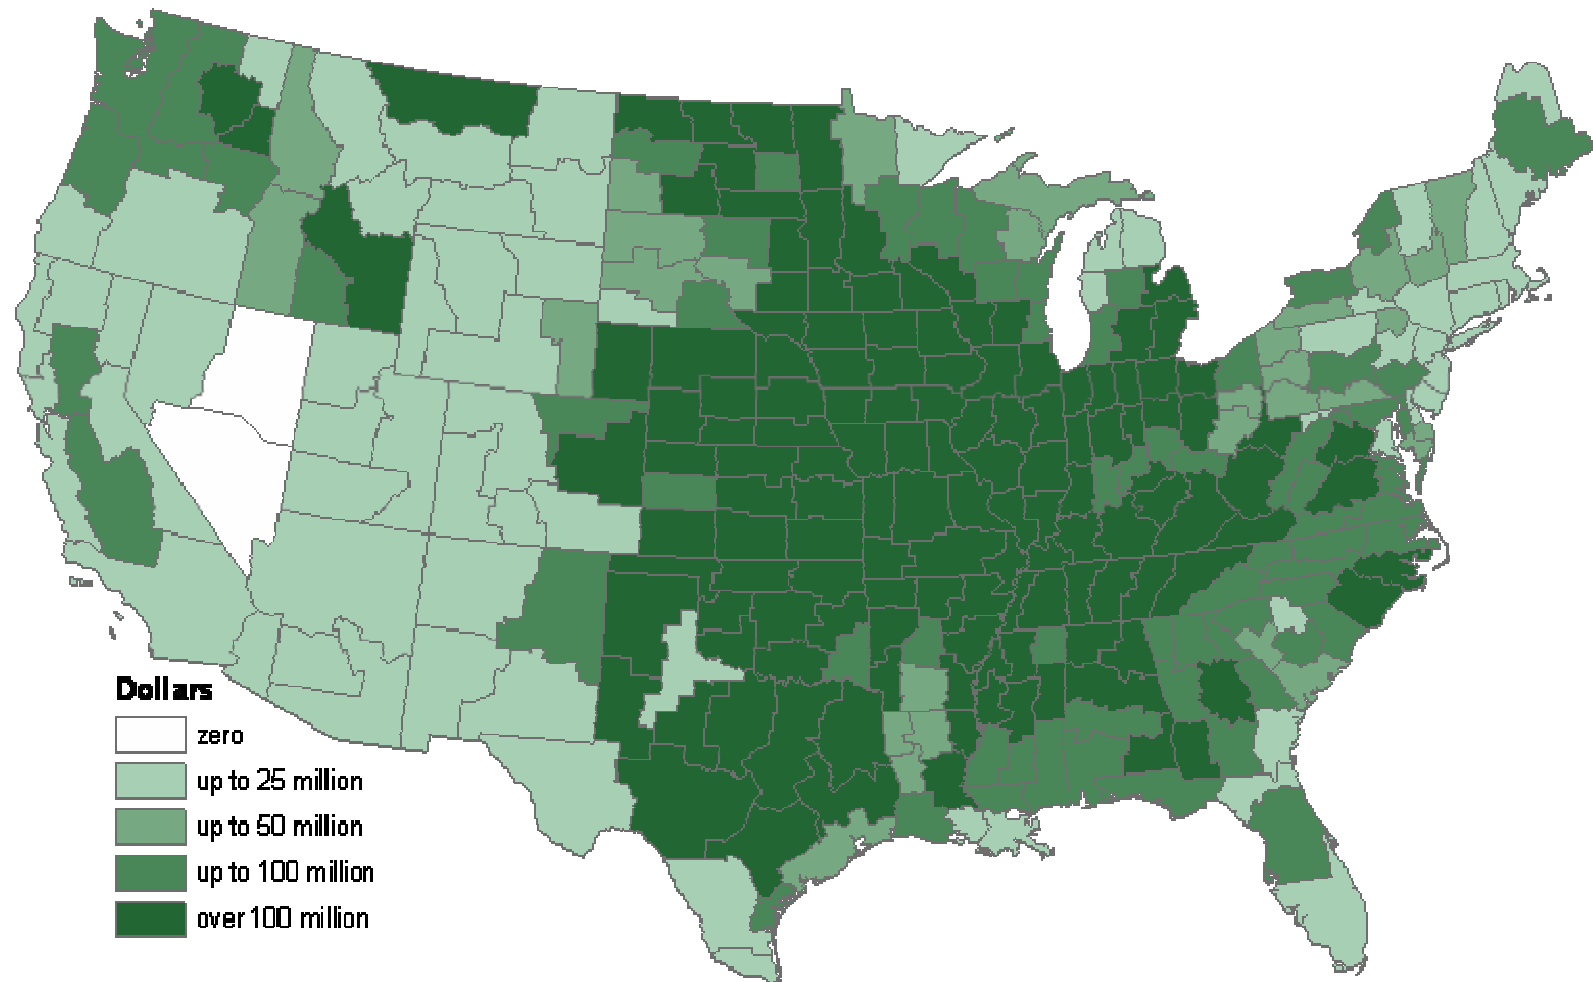 Dollars
zero
up to 25 million
up to 50 million
up to 100 million
over 100 million